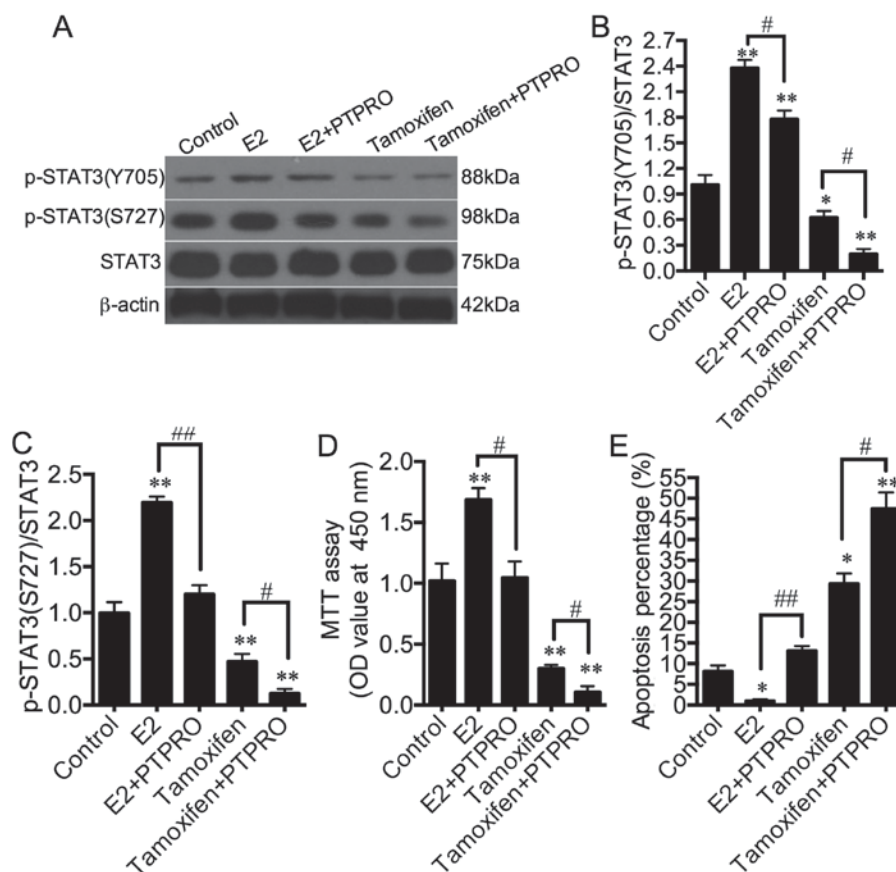 A
Control
E2
E2+PTPRO
Tamoxifen
Tamoxifen+PTPRO
p-STAT3(Y705)
88kDa
p-STAT3(S727)
98kDa
STAT3
75kDa
β-actin
42kDa
B
p-STAT3(Y705)/STAT3
2.7
2.4
2.1
1.8
1.5
1.2
0.9
0.6
0.3
0.0
**
#
**
*
#
**
Control
E2
E2+PTPRO
Tamoxifen
Tamoxifen+PTPRO
C
p-STAT3(S727)/STAT3
2.5
2.0
1.5
1.0
0.5
0.0
**
##
**
#
**
Control
E2
E2+PTPRO
Tamoxifen
Tamoxifen+PTPRO
D
MTT assay
(OD value at 450 nm)
2.0
1.5
1.0
0.5
0.0
**
#
**
#
**
Control
E2
E2+PTPRO
Tamoxifen
Tamoxifen+PTPRO
E
Apoptosis percentage (%)
55
50
45
40
35
30
25
20
15
10
5
0
*
##
*
#
**
Control
E2
E2+PTPRO
Tamoxifen
Tamoxifen+PTPRO